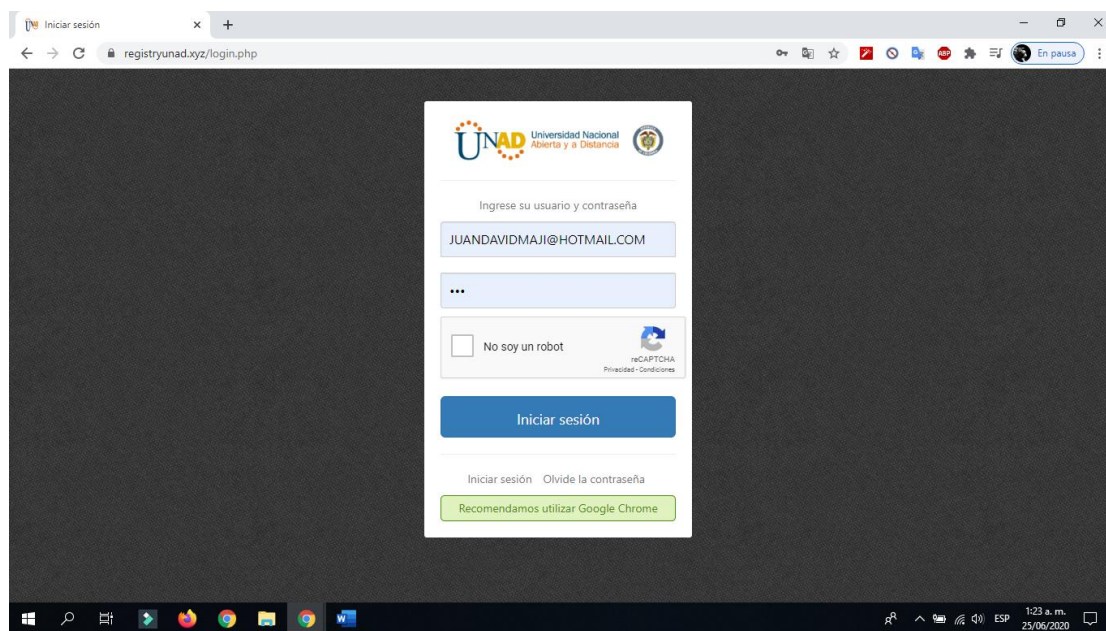 Iniciar sesión
registryunad.xyz/login.php
ABP
En pausa
UNAD Universidad Nacional
Abierta y a Distancia
Ingrese su usuario y contraseña
JUANDAVIDMAJI@HOTMAIL.COM
•••
No soy un robot
reCAPTCHA
Privacidad - Condiciones
Iniciar sesión
Iniciar sesión Olvide la contraseña
Recomendamos utilizar Google Chrome
ESP
1:23 a. m.
25/06/2020